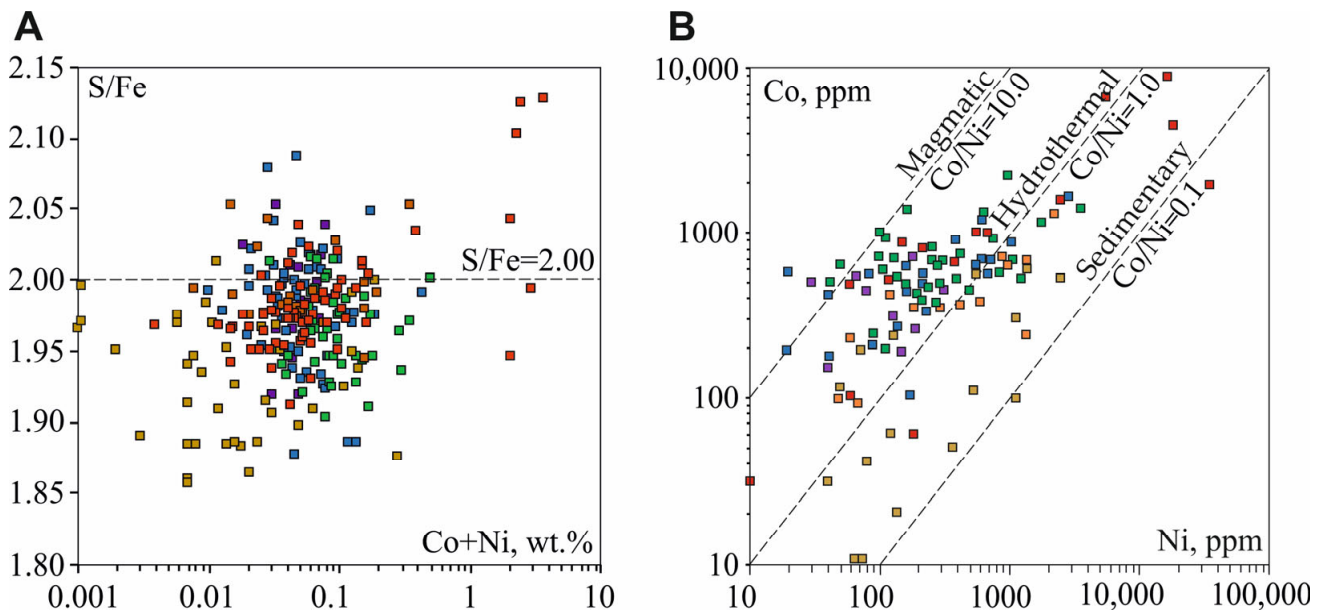 A
B
2.15
S/Fe
2.10
2.05
2.00
S/Fe=2.00
1.95
1.90
1.85
1.80
Co+Ni, wt.%
0.001
0.01
0.1
1
10
10,000
Co, ppm
1000
100
10
Magmatic
Co/Ni=10.0
Hydrothermal
Co/Ni=1.0
Sedimentary
Co/Ni=0.1
Ni, ppm
10
100
1000
10,000
100,000